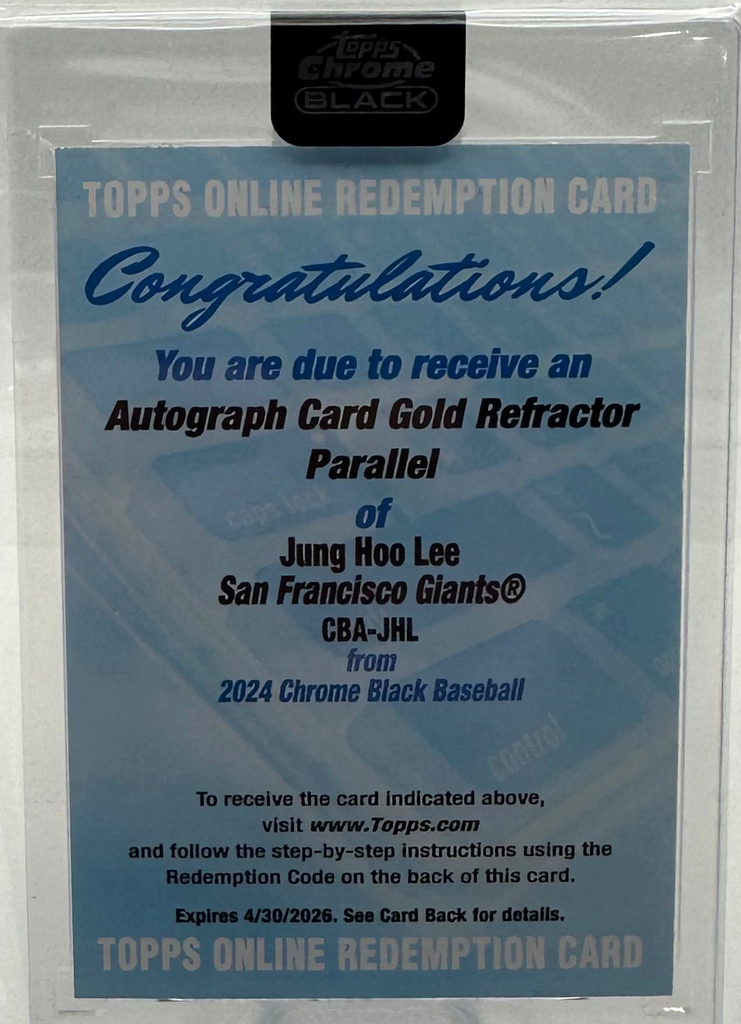 Topps
Chrome
BLACK
TOPPS ONLINE REDEMPTION CARD
Congratulations!
You are due to receive an
Autograph Card Gold Refractor
Parallel
of
Jung Hoo Lee
San Francisco Giants®
CBA-JHL
from
2024 Chrome Black Baseball
control
To receive the card indicated above,
visit www.Topps.com
and follow the step-by-step instructions using the
Redemption Code on the back of this card.
Expires 4/30/2026. See Card Back for details.
TOPPS ONLINE REDEMPTION CARD